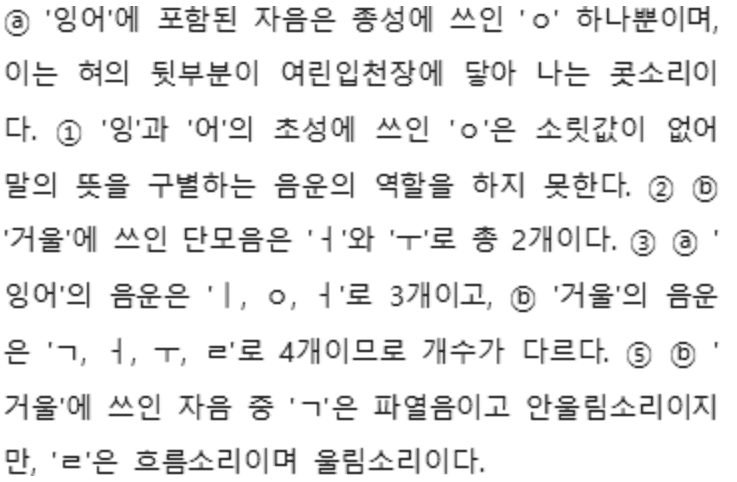 ⓐ '잉어'에 포함된 자음은 종성에 쓰인 'ㅇ' 하나뿐이며,
이는 혀의 뒷부분이 여린입천장에 닿아 나는 콧소리이
다. ① '잉'과 '어'의 초성에 쓰인 'ㅇ'은 소릿값이 없어
말의 뜻을 구별하는 음운의 역할을 하지 못한다. ② ⓑ
'거울'에 쓰인 단모음은 'ㅓ'와 'ㅜ'로 총 2개이다. ③ ⓐ '
잉어'의 음운은 'ㅣ, ㅇ, ㅓ'로 3개이고, ⓑ '거울'의 음운
은 'ㄱ, ㅓ, ㅜ, ㄹ'로 4개이므로 개수가 다르다. ⑤ ⓑ '
거울'에 쓰인 자음 중 'ㄱ'은 파열음이고 안울림소리이지
만, 'ㄹ'은 흐름소리이며 울림소리이다.